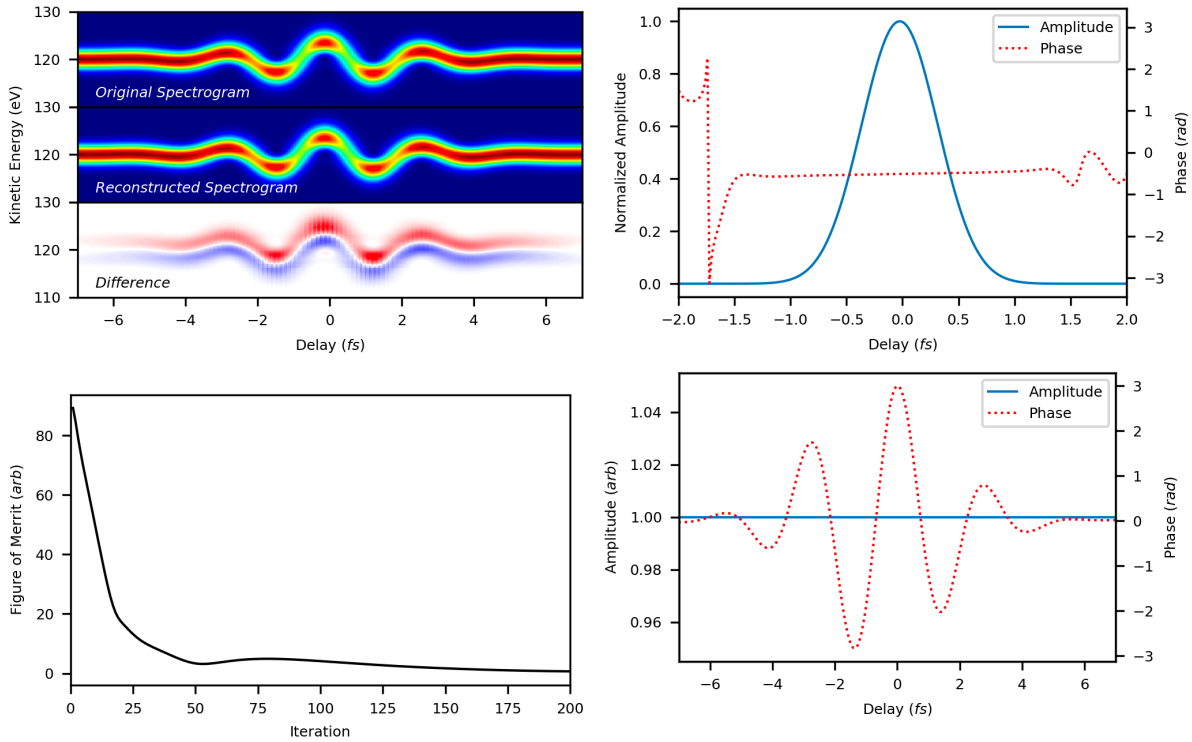 130
120
Original Spectrogram
130
120
Reconstructed Spectrogram
130
120
Difference
110
Kinetic Energy (eV)
−6 −4 −2 0 2 4 6
Delay (fs)
1.0
0.8
0.6
0.4
0.2
0.0
Normalized Amplitude
Amplitude
Phase
3
2
1
0
−1
−2
−3
Phase (rad)
−2.0 −1.5 −1.0 −0.5 0.0 0.5 1.0 1.5 2.0
Delay (fs)
80
60
40
20
0
Figure of Merrit (arb)
0 25 50 75 100 125 150 175 200
Iteration
1.04
1.02
1.00
0.98
0.96
Amplitude (arb)
Amplitude
Phase
3
2
1
0
−1
−2
−3
Phase (rad)
−6 −4 −2 0 2 4 6
Delay (fs)